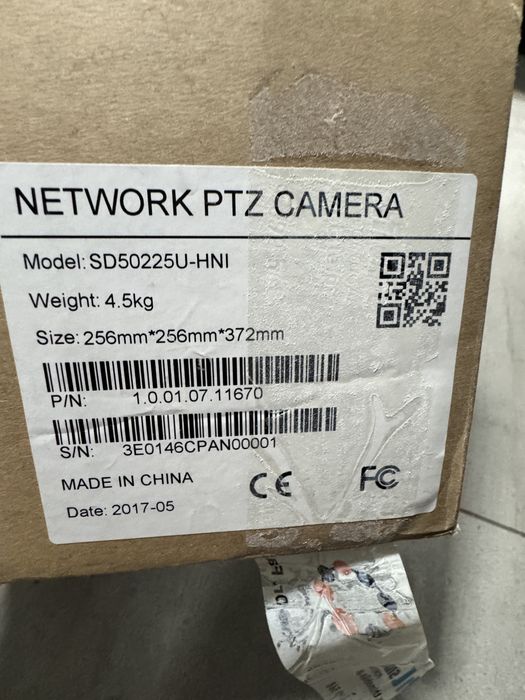 NETWORK PTZ CAMERA
Model: SD50225U-HNI
Weight: 4.5kg
Size: 256mm*256mm*372mm
P/N: 1.0.01.07.11670
S/N: 3E0146CPAN00001
MADE IN CHINA
CE FC
Date: 2017-05